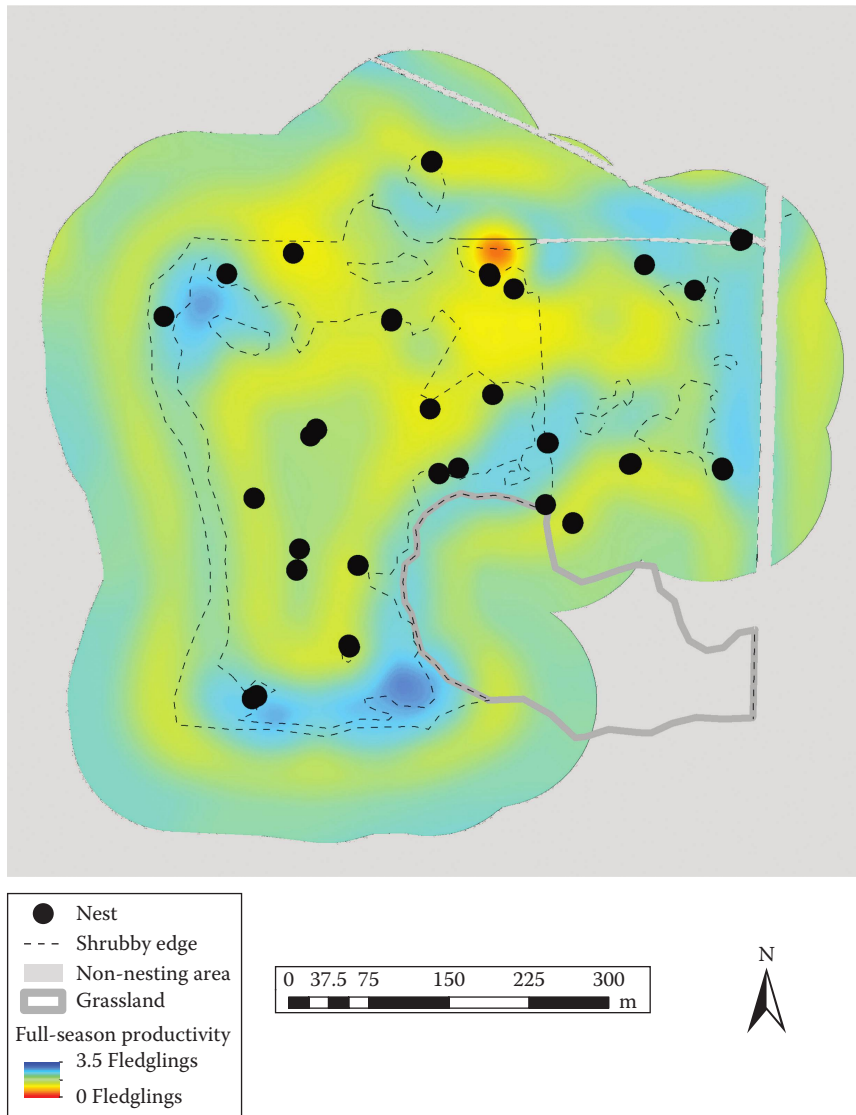 Nest
Shrubby edge
Non-nesting area
Grassland
Full-season productivity
3.5 Fledglings
0 Fledglings
0 37.5 75 150 225 300
m
N